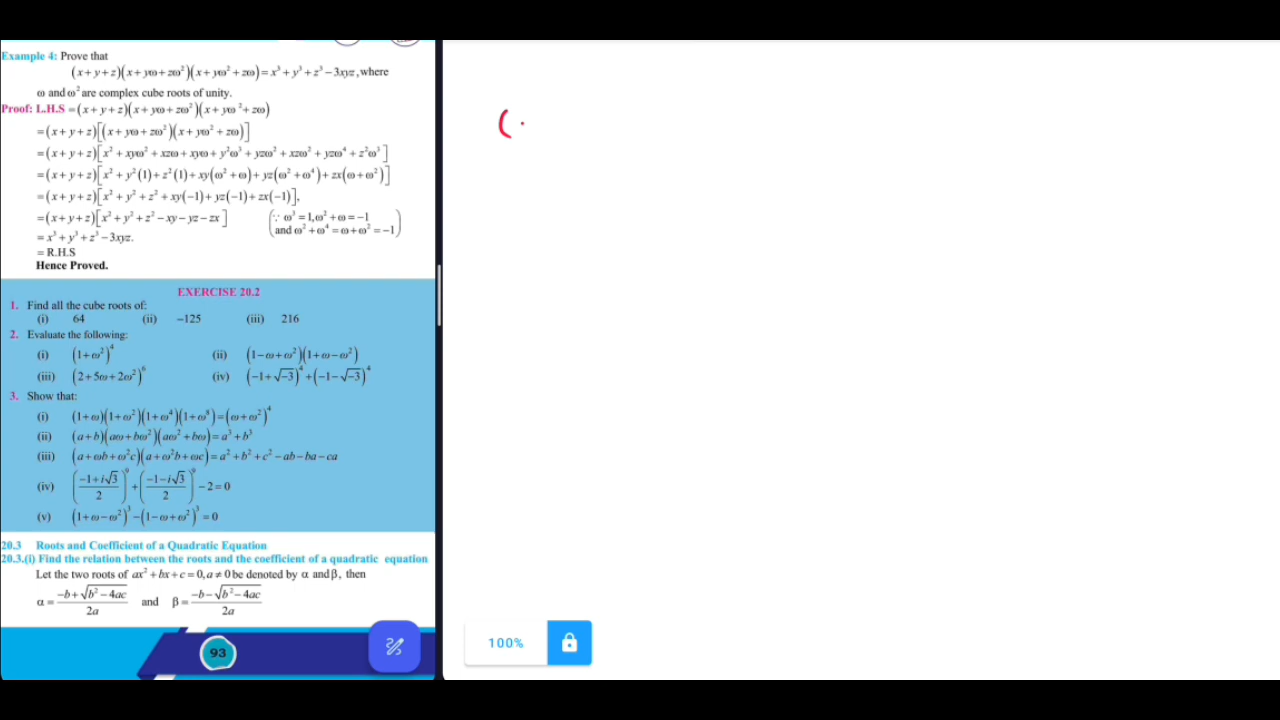 Example 4: Prove that
(x+y+z)(x+yω+zω²)(x+yω²+zω)=x³+y³+z³−3xyz, where
ω and ω² are complex cube roots of unity.
Proof: L.H.S =(x+y+z)(x+yω+zω²)(x+yω²+zω)
=(x+y+z)[(x+yω+zω²)(x+yω²+zω)]
=(x+y+z)[x²+xyω²+xzω+xyω+y²ω³+yzω²+xzω²+yzω⁴+z²ω³]
=(x+y+z)[x²+y²(1)+z²(1)+xy(ω²+ω)+yz(ω²+ω⁴)+zx(ω+ω²)]
=(x+y+z)[x²+y²+z²+xy(−1)+yz(−1)+zx(−1)],
=(x+y+z)[x²+y²+z²−xy−yz−zx] (∵ ω³=1,ω²+ω=−1
and ω²+ω⁴=ω+ω²=−1)
=x³+y³+z³−3xyz.
= R.H.S
Hence Proved.
EXERCISE 20.2
1. Find all the cube roots of:
(i) 64 (ii) −125 (iii) 216
2. Evaluate the following:
(i) (1+ω²)⁴ (ii) (1−ω+ω²)(1+ω−ω²)
(iii) (2+5ω+2ω²)⁶ (iv) (−1+√−3)⁴+(−1−√−3)⁴
3. Show that:
(i) (1+ω)(1+ω²)(1+ω⁴)(1+ω⁸)=(ω+ω²)⁴
(ii) (a+b)(aω+bω²)(aω²+bω)=a³+b³
(iii) (a+ωb+ω²c)(a+ω²b+ωc)=a²+b²+c²−ab−ba−ca
(iv) ((−1+i√3)/2)⁹+((−1−i√3)/2)⁹−2=0
(v) (1+ω−ω²)³−(1−ω+ω²)³=0
20.3 Roots and Coefficient of a Quadratic Equation
20.3.(i) Find the relation between the roots and the coefficient of a quadratic equation
Let the two roots of ax²+bx+c=0,a≠0 be denoted by α and β, then
α=(−b+√(b²−4ac))/2a and β=(−b−√(b²−4ac))/2a
93
(
100%